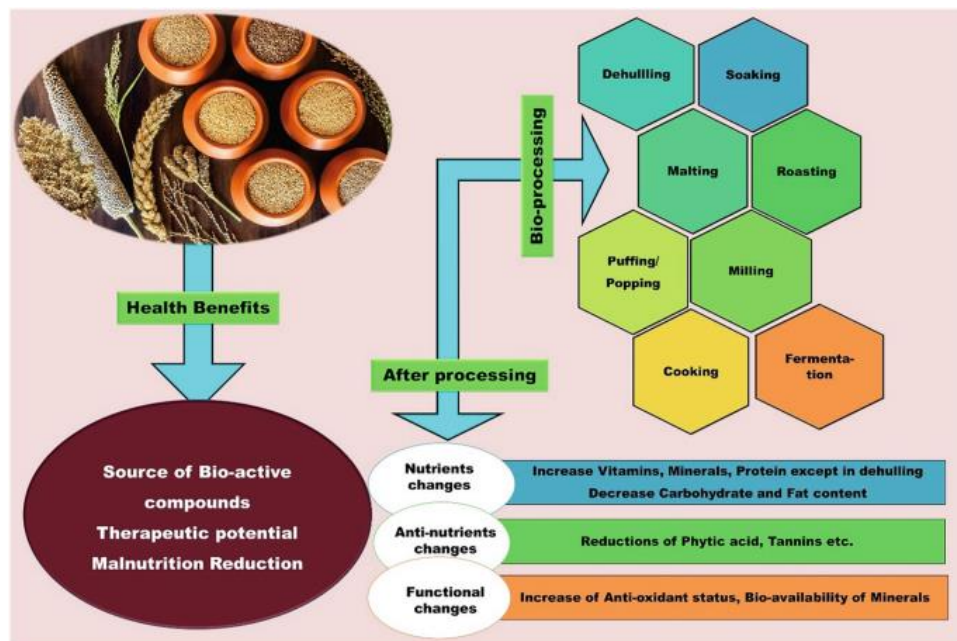 Dehullling
Soaking
Malting
Roasting
Puffing/
Popping
Milling
Cooking
Fermenta-
tion
Bio-processing
Health Benefits
After processing
Source of Bio-active
compounds
Therapeutic potential
Malnutrition Reduction
Nutrients
changes
Increase Vitamins, Minerals, Protein except in dehulling
Decrease Carbohydrate and Fat content
Anti-nutrients
changes
Reductions of Phytic acid, Tannins etc.
Functional
changes
Increase of Anti-oxidant status, Bio-availability of Minerals